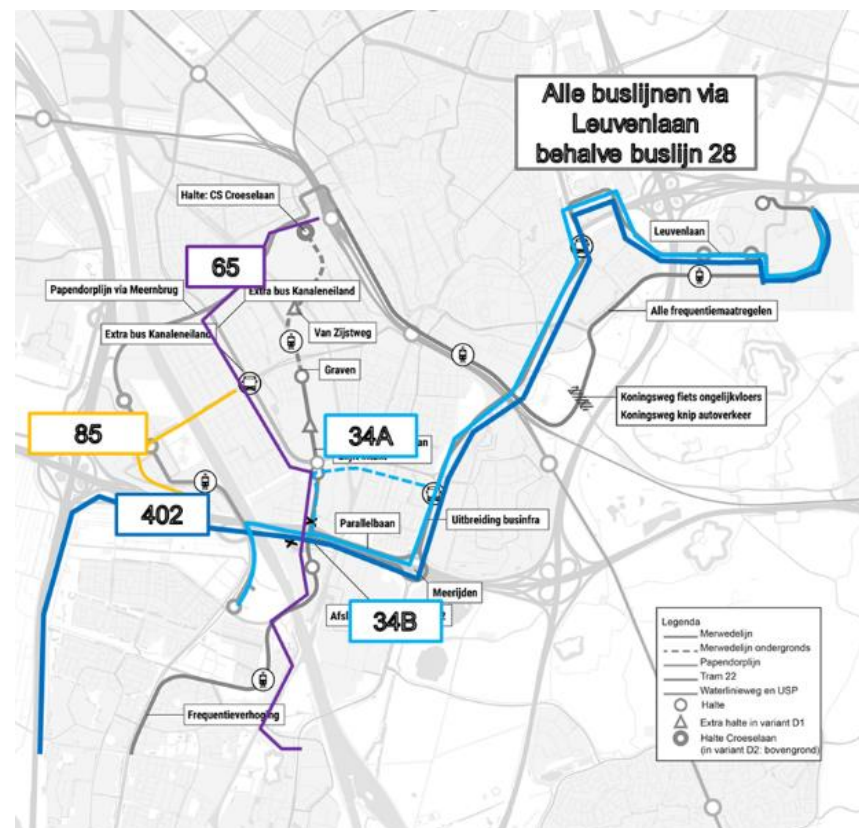 Alle buslijnen via
Leuvenlaan
behalve buslijn 28
Halte: CS Croeselaan
Leuvenlaan
65
Papendorplijn via Meernbrug
Extra bus Kanaleneiland
Alle frequentiemaatregelen
Extra bus Kanaleneiland
Van Zijstweg
Graven
Koningsweg fiets ongelijkvloers
Koningsweg knip autoverkeer
85
34A
402
Parallelbaan
Uitbreiding businfra
Meerijden
34B
Legenda
Merwedelijn
Merwedelijn ondergronds
Papendorplijn
Tram 22
Waterlinieweg en USP
Halte
Extra halte in variant D1
Halte Croeselaan
(in variant D2: bovengrond)
Frequentieverhoging